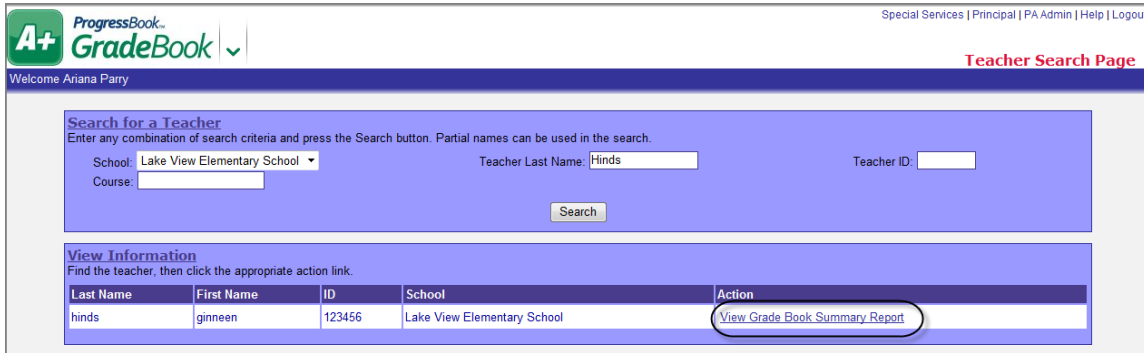 A+ ProgressBook™
GradeBook
Special Services | Principal | PA Admin | Help | Logou
Teacher Search Page
Welcome Ariana Parry
Search for a Teacher
Enter any combination of search criteria and press the Search button. Partial names can be used in the search.
School: Lake View Elementary School Teacher Last Name: Hinds Teacher ID:
Course:
Search
View Information
Find the teacher, then click the appropriate action link.
Last Name First Name ID School Action
hinds ginneen 123456 Lake View Elementary School View Grade Book Summary Report